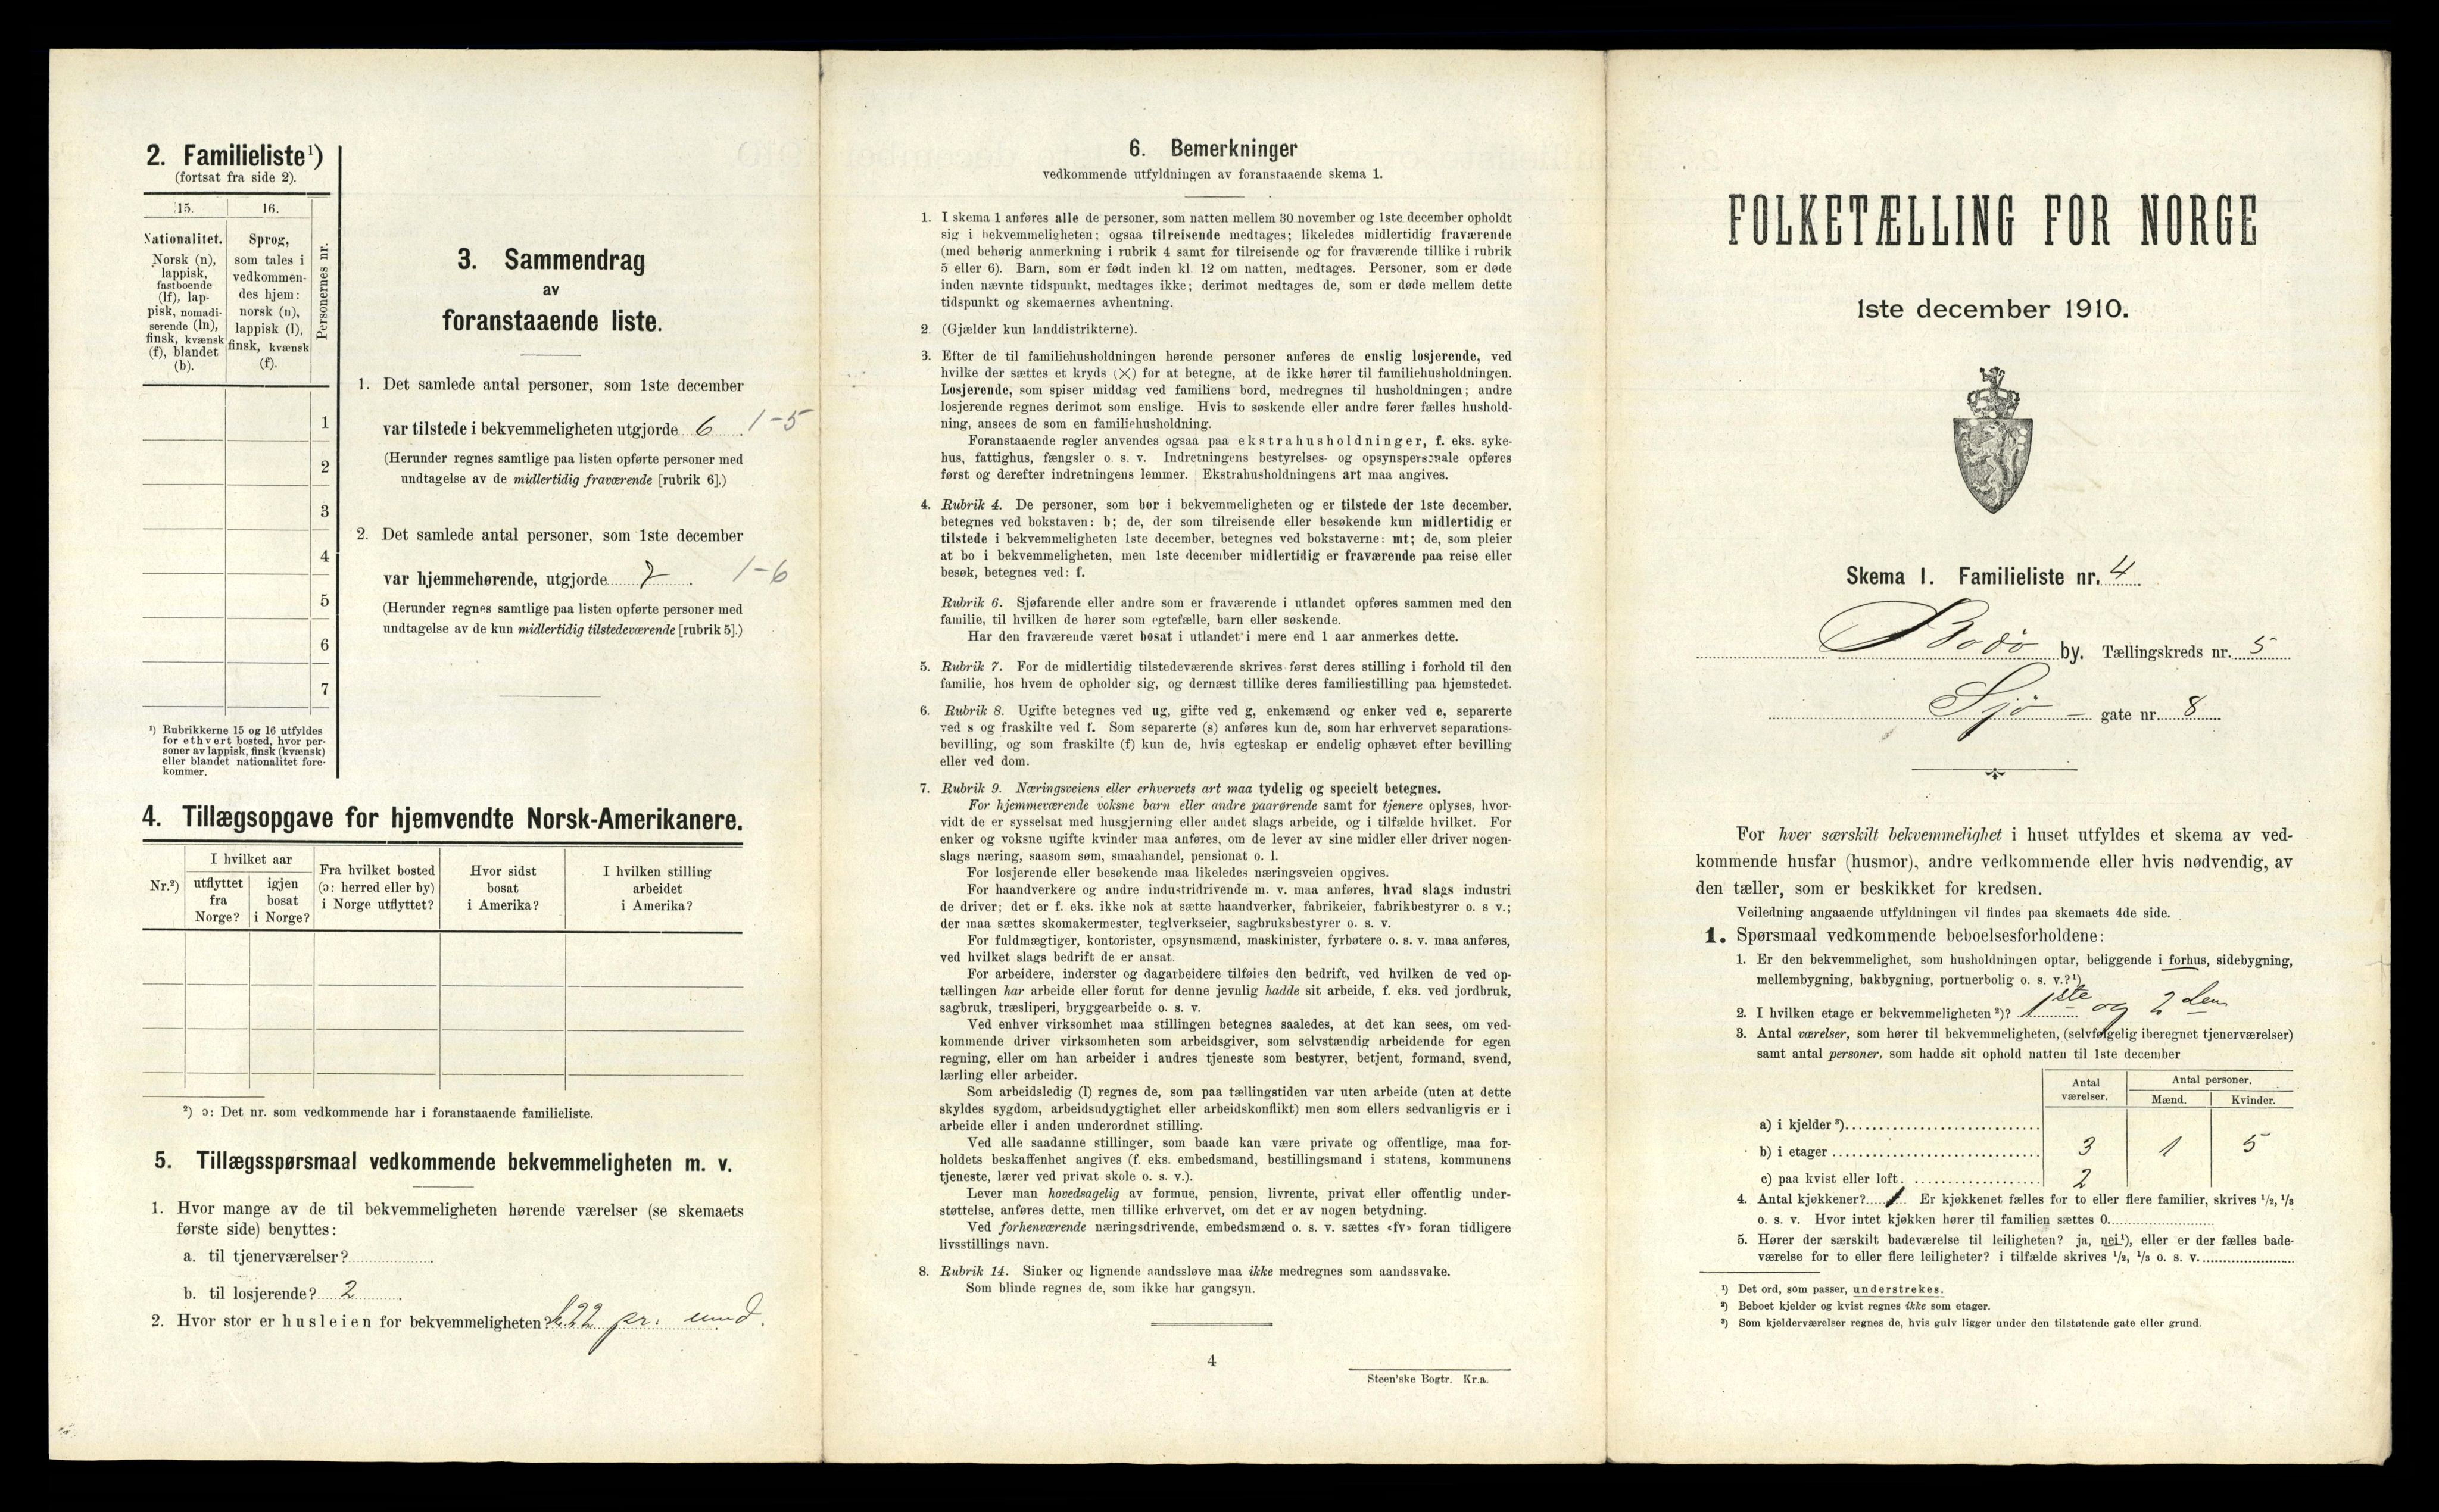 2. Familieliste¹)
(fortsat fra side 2).
15.
16.
Nationalitet.
Norsk (n),
lappisk,
fastboende
(lf), lap-
pisk, nomadi-
serende (ln),
finsk, kvænsk
(f), blandet
(b).
Sprog,
som tales i
vedkommen-
des hjem:
norsk (n),
lappisk (l),
finsk, kvænsk
(f).
Personernes nr.
1
2
3
4
5
6
7
¹) Rubrikkerne 15 og 16 utfyldes
for ethvert bosted, hvor per-
soner av lappisk, finsk (kvænsk)
eller blandet nationalitet fore-
kommer.
3. Sammendrag
av
foranstaaende liste.
1. Det samlede antal personer, som 1ste december
var tilstede i bekvemmeligheten utgjorde 6 . 1-5
(Herunder regnes samtlige paa listen opførte personer med
undtagelse av de midlertidig fraværende [rubrik 6].)
2. Det samlede antal personer, som 1ste december
var hjemmehørende, utgjorde 7 . 1-6
(Herunder regnes samtlige paa listen opførte personer med
undtagelse av de kun midlertidig tilstedeværende [rubrik 5].)
4. Tillægsopgave for hjemvendte Norsk-Amerikanere.
Nr.²)
I hvilket aar
utflyttet
fra
Norge?
igjen
bosat
i Norge?
Fra hvilket bosted
(ɔ: herred eller by)
i Norge utflyttet?
Hvor sidst
bosat
i Amerika?
I hvilken stilling
arbeidet
i Amerika?
²) ɔ: Det nr. som vedkommende har i foranstaaende familieliste.
5. Tillægsspørsmaal vedkommende bekvemmeligheten m. v.
1. Hvor mange av de til bekvemmeligheten hørende værelser (se skemaets
første side) benyttes:
a. til tjenerværelser?
b. til losjerende? 2 .
2. Hvor stor er husleien for bekvemmeligheten? k. 22 pr. mnd.
6. Bemerkninger
vedkommende utfyldningen av foranstaaende skema 1.
1. I skema 1 anføres alle de personer, som natten mellem 30 november og 1ste december opholdt
sig i bekvemmeligheten; ogsaa tilreisende medtages; likeledes midlertidig fraværende
(med behørig anmerkning i rubrik 4 samt for tilreisende og for fraværende tillike i rubrik
5 eller 6). Barn, som er født inden kl. 12 om natten, medtages. Personer, som er døde
inden nævnte tidspunkt, medtages ikke; derimot medtages de, som er døde mellem dette
tidspunkt og skemaernes avhentning.
2. (Gjælder kun landdistrikterne).
3. Efter de til familiehusholdningen hørende personer anføres de enslig losjerende, ved
hvilke der sættes et kryds (×) for at betegne, at de ikke hører til familiehusholdningen.
Losjerende, som spiser middag ved familiens bord, medregnes til husholdningen; andre
losjerende regnes derimot som enslige. Hvis to søskende eller andre fører fælles hushold-
ning, ansees de som en familiehusholdning.
Foranstaaende regler anvendes ogsaa paa ekstrahusholdninger, f. eks. syke-
hus, fattighus, fængsler o. s. v. Indretningens bestyrelses- og opsynspersonale opføres
først og derefter indretningens lemmer. Ekstrahusholdningens art maa angives.
4. Rubrik 4. De personer, som bor i bekvemmeligheten og er tilstede der 1ste december,
betegnes ved bokstaven: b; de, der som tilreisende eller besøkende kun midlertidig er
tilstede i bekvemmeligheten 1ste december, betegnes ved bokstaverne: mt; de, som pleier
at bo i bekvemmeligheten, men 1ste december midlertidig er fraværende paa reise eller
besøk, betegnes ved: f.
Rubrik 6. Sjøfarende eller andre som er fraværende i utlandet opføres sammen med den
familie, til hvilken de hører som egtefælle, barn eller søskende.
Har den fraværende været bosat i utlandet i mere end 1 aar anmerkes dette.
5. Rubrik 7. For de midlertidig tilstedeværende skrives først deres stilling i forhold til den
familie, hos hvem de opholder sig, og dernæst tillike deres familiestilling paa hjemstedet.
6. Rubrik 8. Ugifte betegnes ved ug, gifte ved g, enkemænd og enker ved e, separerte
ved s og fraskilte ved f. Som separerte (s) anføres kun de, som har erhvervet separations-
bevilling, og som fraskilte (f) kun de, hvis egteskap er endelig ophævet efter bevilling
eller ved dom.
7. Rubrik 9. Næringsveiens eller erhvervets art maa tydelig og specielt betegnes.
For hjemmeværende voksne barn eller andre paarørende samt for tjenere oplyses, hvor-
vidt de er sysselsat med husgjerning eller andet slags arbeide, og i tilfælde hvilket. For
enker og voksne ugifte kvinder maa anføres, om de lever av sine midler eller driver nogen-
slags næring, saasom søm, smaahandel, pensionat o. l.
For losjerende eller besøkende maa likeledes næringsveien opgives.
For haandverkere og andre industridrivende m. v. maa anføres, hvad slags industri
de driver; det er f. eks. ikke nok at sætte haandverker, fabrikeier, fabrikbestyrer o. s v.;
der maa sættes skomakermester, teglverkseier, sagbruksbestyrer o. s. v.
For fuldmægtiger, kontorister, opsynsmænd, maskinister, fyrbøtere o. s. v. maa anføres,
ved hvilket slags bedrift de er ansat.
For arbeidere, inderster og dagarbeidere tilføies den bedrift, ved hvilken de ved op-
tællingen har arbeide eller forut for denne jevnlig hadde sit arbeide, f. eks. ved jordbruk,
sagbruk, træsliperi, bryggearbeide o. s. v.
Ved enhver virksomhet maa stillingen betegnes saaledes, at det kan sees, om ved-
kommende driver virksomheten som arbeidsgiver, som selvstændig arbeidende for egen
regning, eller om han arbeider i andres tjeneste som bestyrer, betjent, formand, svend,
lærling eller arbeider.
Som arbeidsledig (l) regnes de, som paa tællingstiden var uten arbeide (uten at dette
skyldes sygdom, arbeidsudygtighet eller arbeidskonflikt) men som ellers sedvanligvis er i
arbeide eller i anden underordnet stilling.
Ved alle saadanne stillinger, som baade kan være private og offentlige, maa for-
holdets beskaffenhet angives (f. eks. embedsmand, bestillingsmand i statens, kommunens
tjeneste, lærer ved privat skole o. s. v.).
Lever man hovedsagelig av formue, pension, livrente, privat eller offentlig under-
støttelse, anføres dette, men tillike erhvervet, om det er av nogen betydning.
Ved forhenværende næringsdrivende, embedsmænd o. s. v. sættes «fv» foran tidligere
livsstillings navn.
8. Rubrik 14. Sinker og lignende aandssløve maa ikke medregnes som aandssvake.
Som blinde regnes de, som ikke har gangsyn.
4
Steen'ske Bogtr. Kr.a.
FOLKETÆLLING FOR NORGE
1ste december 1910.
Skema 1. Familieliste nr. 4
Bodø by. Tællingskreds nr. 5
Sjø - gate nr. 8
For hver særskilt bekvemmelighet i huset utfyldes et skema av ved-
kommende husfar (husmor), andre vedkommende eller hvis nødvendig, av
den tæller, som er beskikket for kredsen.
Veiledning angaaende utfyldningen vil findes paa skemaets 4de side.
1. Spørsmaal vedkommende beboelsesforholdene:
1. Er den bekvemmelighet, som husholdningen optar, beliggende i forhus, sidebygning,
mellembygning, bakbygning, portnerbolig o. s. v.?¹)
2. I hvilken etage er bekvemmeligheten²)? 1ste og 2den
3. Antal værelser, som hører til bekvemmeligheten, (selvfølgelig iberegnet tjenerværelser)
samt antal personer, som hadde sit ophold natten til 1ste december
Antal
værelser.
Antal personer.
Mænd.
Kvinder.
a) i kjelder³)
b) i etager 3 1 5
c) paa kvist eller loft. 2
4. Antal kjøkkener? 1 Er kjøkkenet fælles for to eller flere familier, skrives ¹/₂, ¹/₃
o. s. v. Hvor intet kjøkken hører til familien sættes 0.
5. Hører der særskilt badeværelse til leiligheten? ja, nei¹), eller er der fælles bade-
værelse for to eller flere leiligheter? i tilfælde skrives ¹/₂, ¹/₃ o. s. v.
¹) Det ord, som passer, understrekes.
²) Beboet kjelder og kvist regnes ikke som etager.
³) Som kjelderværelser regnes de, hvis gulv ligger under den tilstøtende gate eller grund.